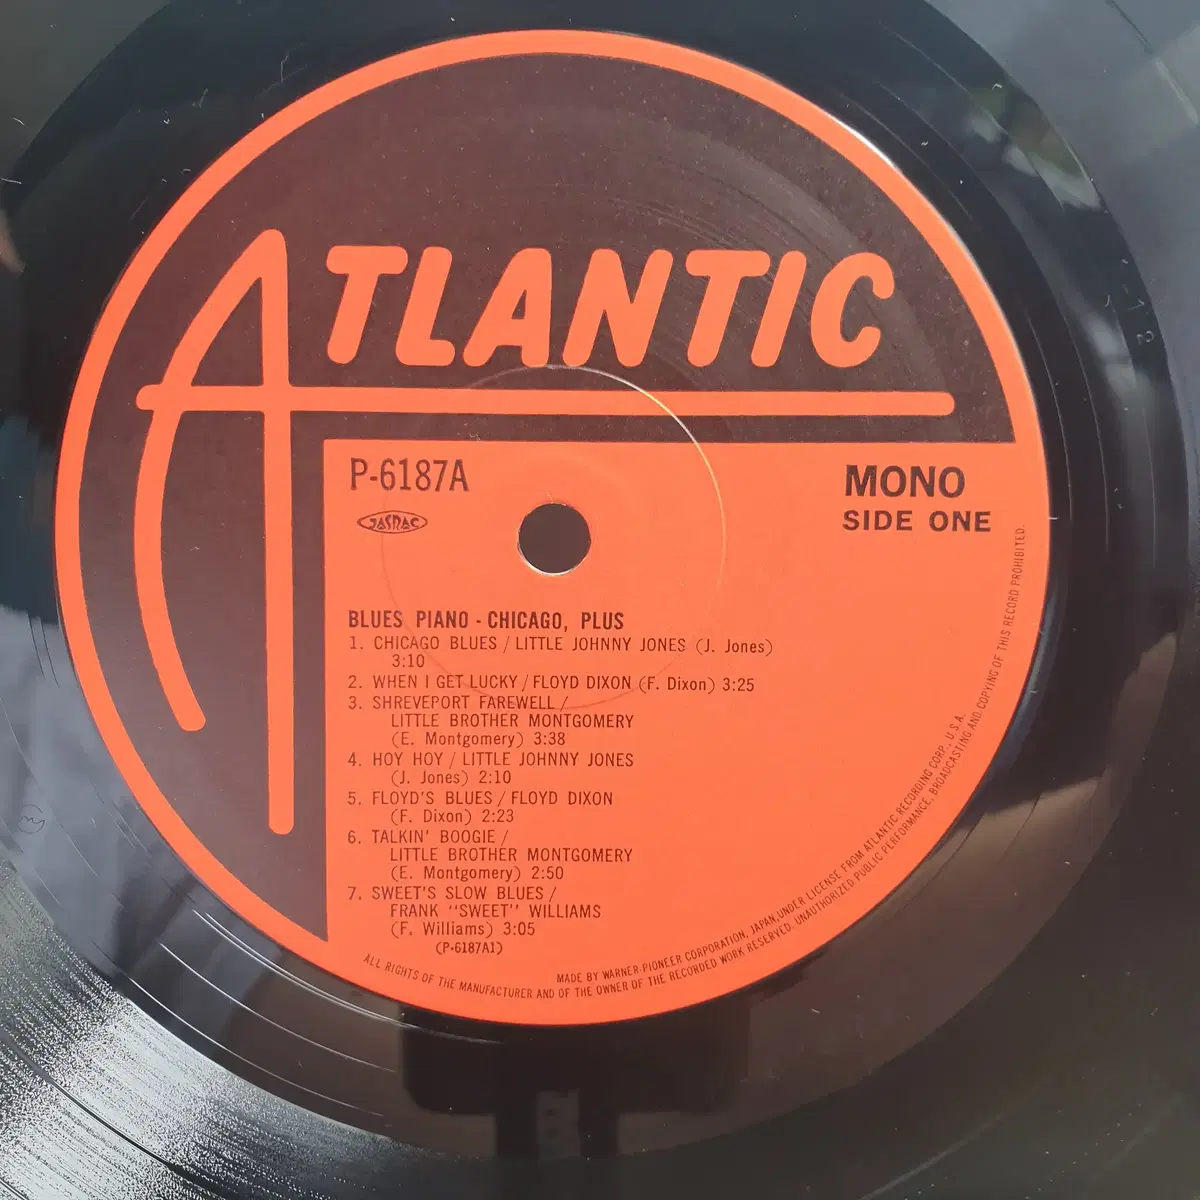 ATLANTIC
P-6187A
MONO
JASRAC
SIDE ONE
BLUES PIANO - CHICAGO, PLUS
1. CHICAGO BLUES / LITTLE JOHNNY JONES (J. Jones)
3:10
2. WHEN I GET LUCKY / FLOYD DIXON (F. Dixon) 3:25
3. SHREVEPORT FAREWELL /
LITTLE BROTHER MONTGOMERY
(E. Montgomery) 3:38
4. HOY HOY / LITTLE JOHNNY JONES
(J. Jones) 2:10
5. FLOYD'S BLUES / FLOYD DIXON
(F. Dixon) 2:23
6. TALKIN' BOOGIE /
LITTLE BROTHER MONTGOMERY
(E. Montgomery) 2:50
7. SWEET'S SLOW BLUES /
FRANK "SWEET" WILLIAMS
(F. Williams) 3:05
(P-6187A1)
MADE BY WARNER-PIONEER CORPORATION, JAPAN, UNDER LICENSE FROM ATLANTIC RECORDING CORP., U.S.A.
ALL RIGHTS OF THE MANUFACTURER AND OF THE OWNER OF THE RECORDED WORK RESERVED. UNAUTHORIZED PUBLIC PERFORMANCE, BROADCASTING AND COPYING OF THIS RECORD PROHIBITED.